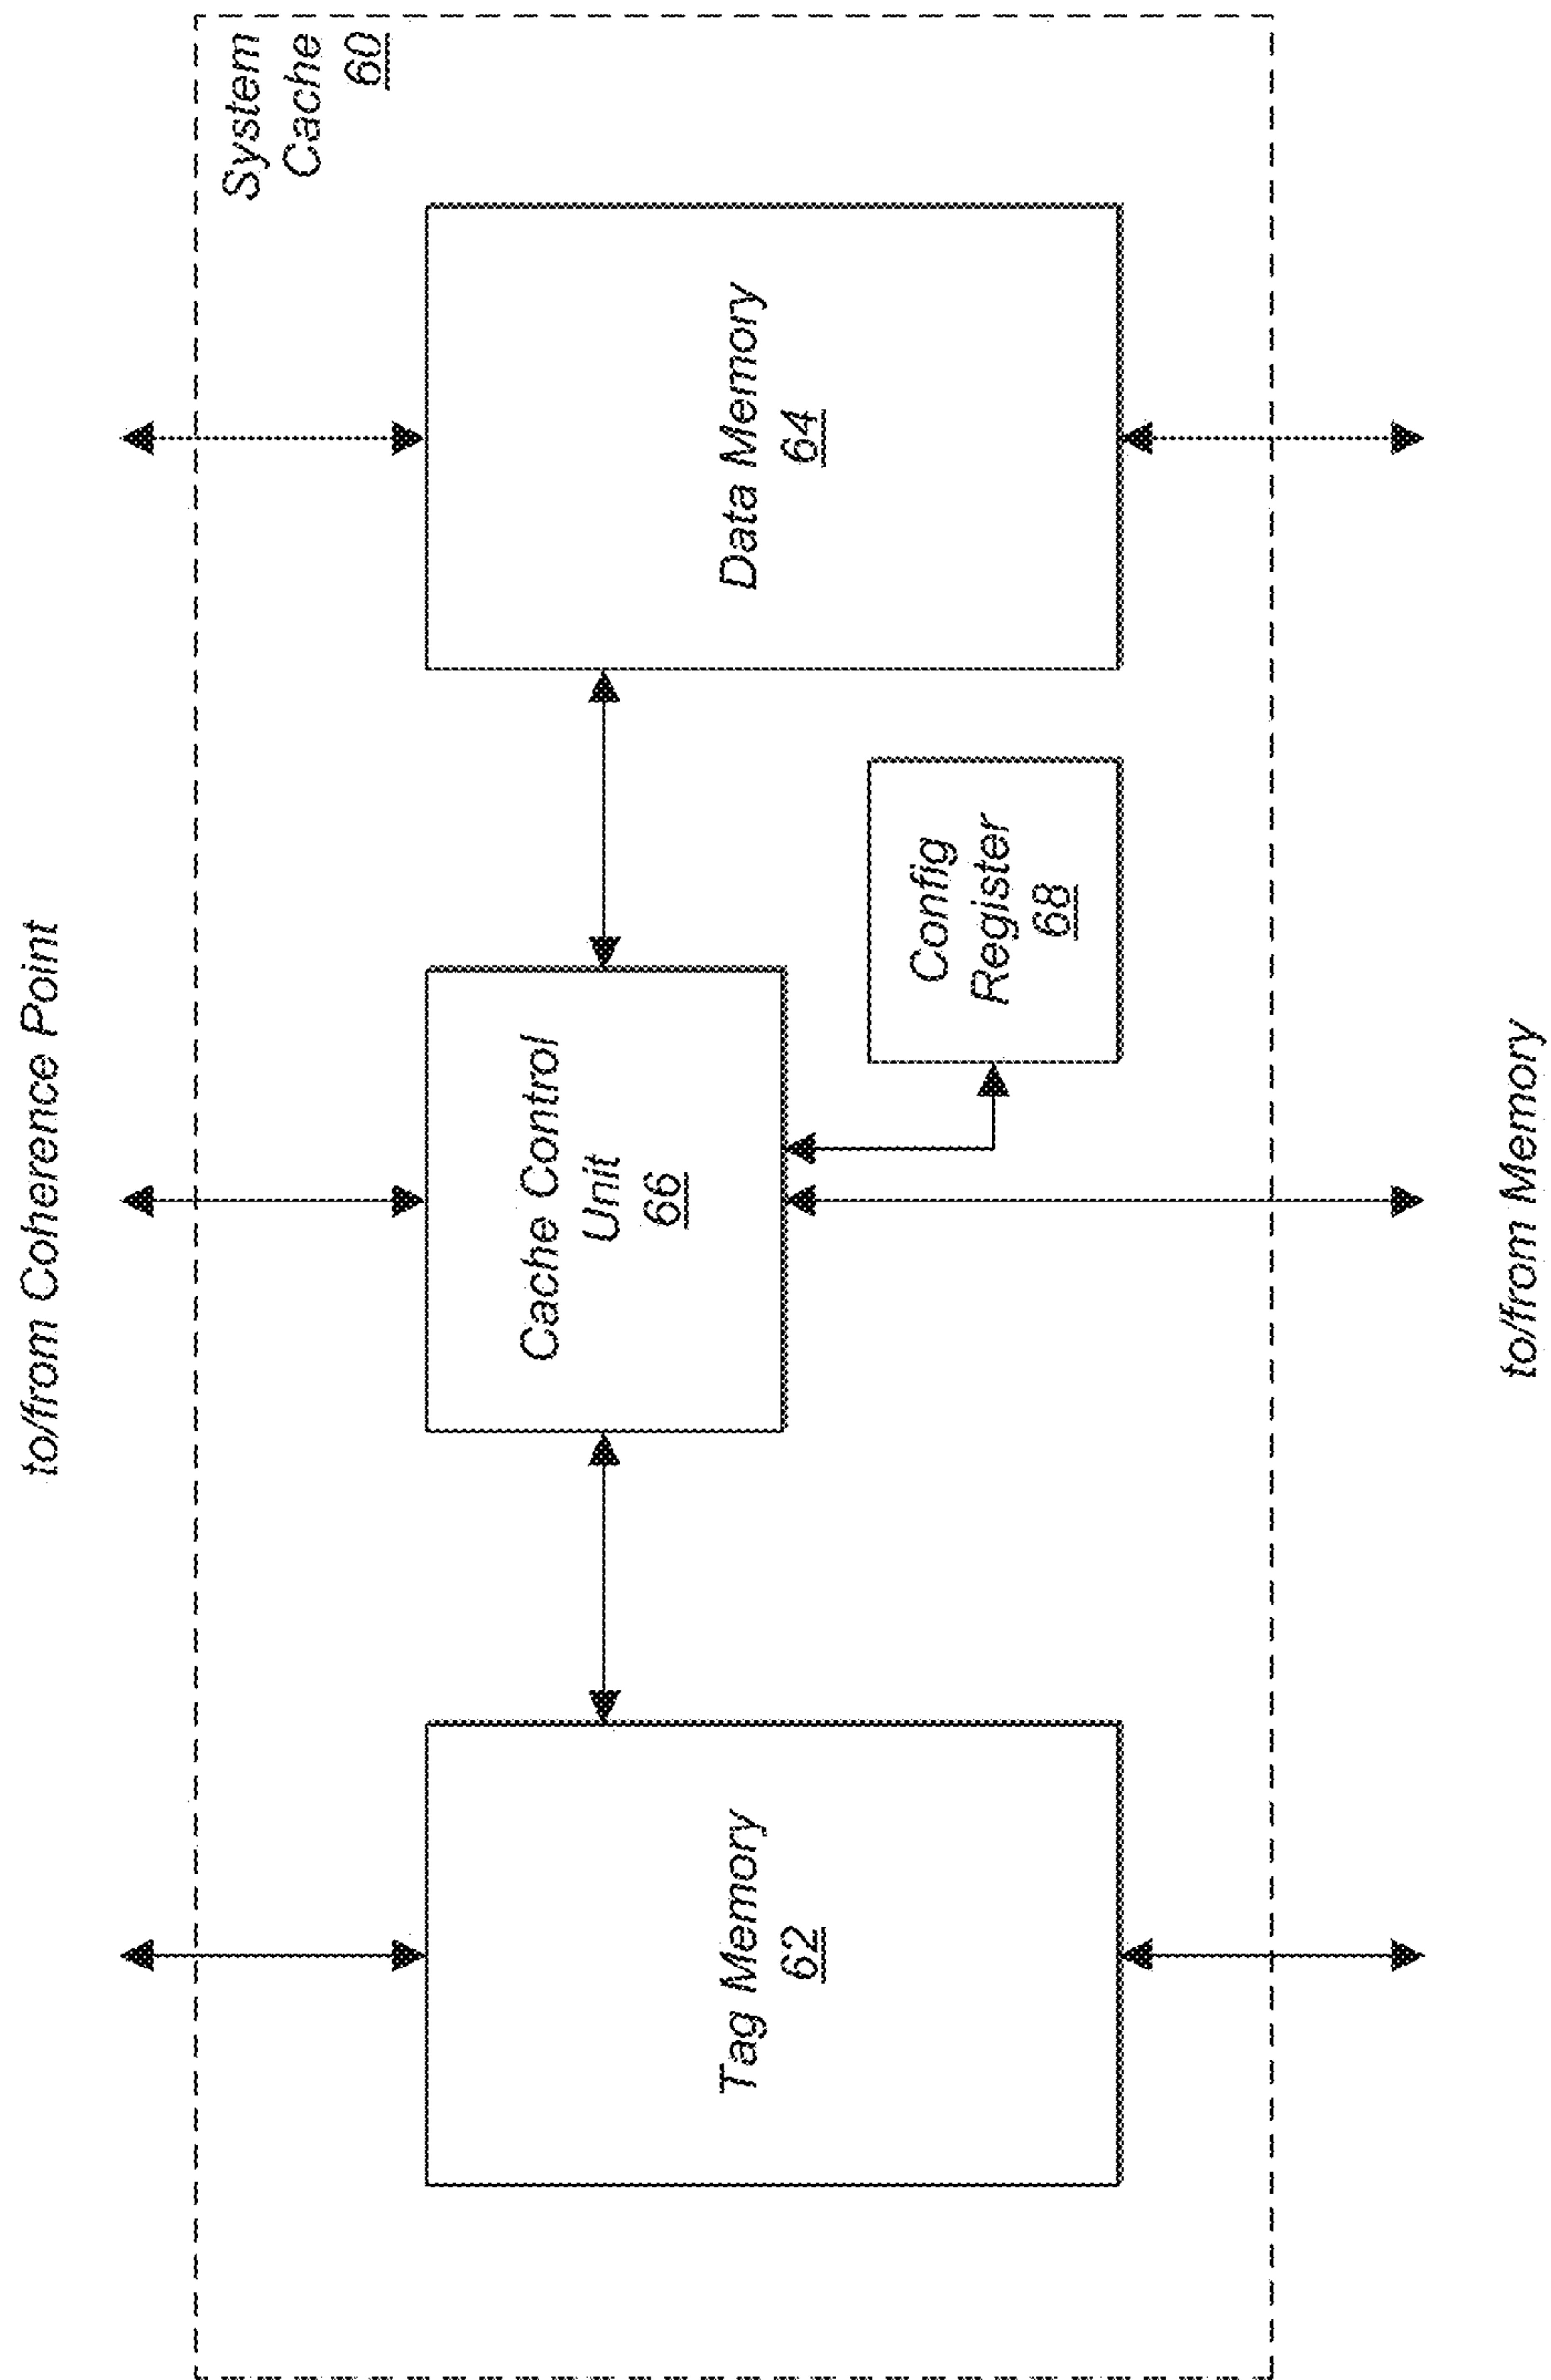 to/from Coherence Point
System
Cache
60
Tag Memory
62
Cache Control
Unit
66
Config
Register
68
Data Memory
64
to/from Memory